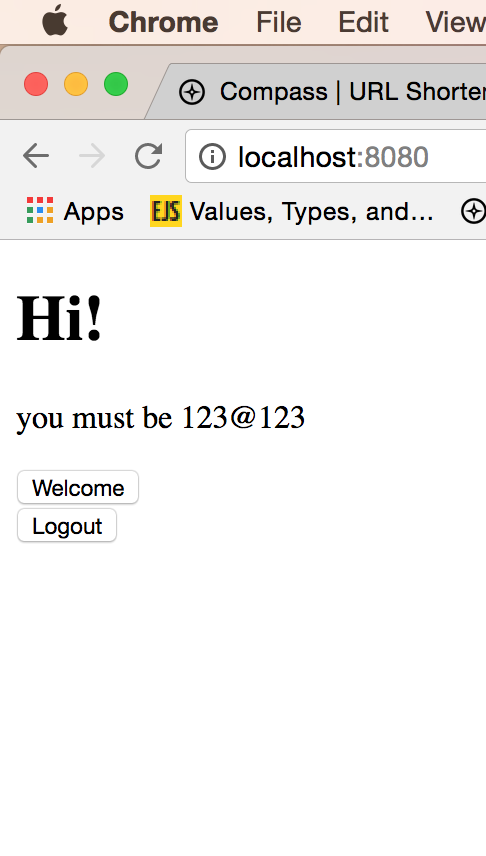 Chrome File Edit View
Compass | URL Shorte
localhost:8080
Apps EJS Values, Types, and...
Hi!
you must be 123@123
Welcome
Logout